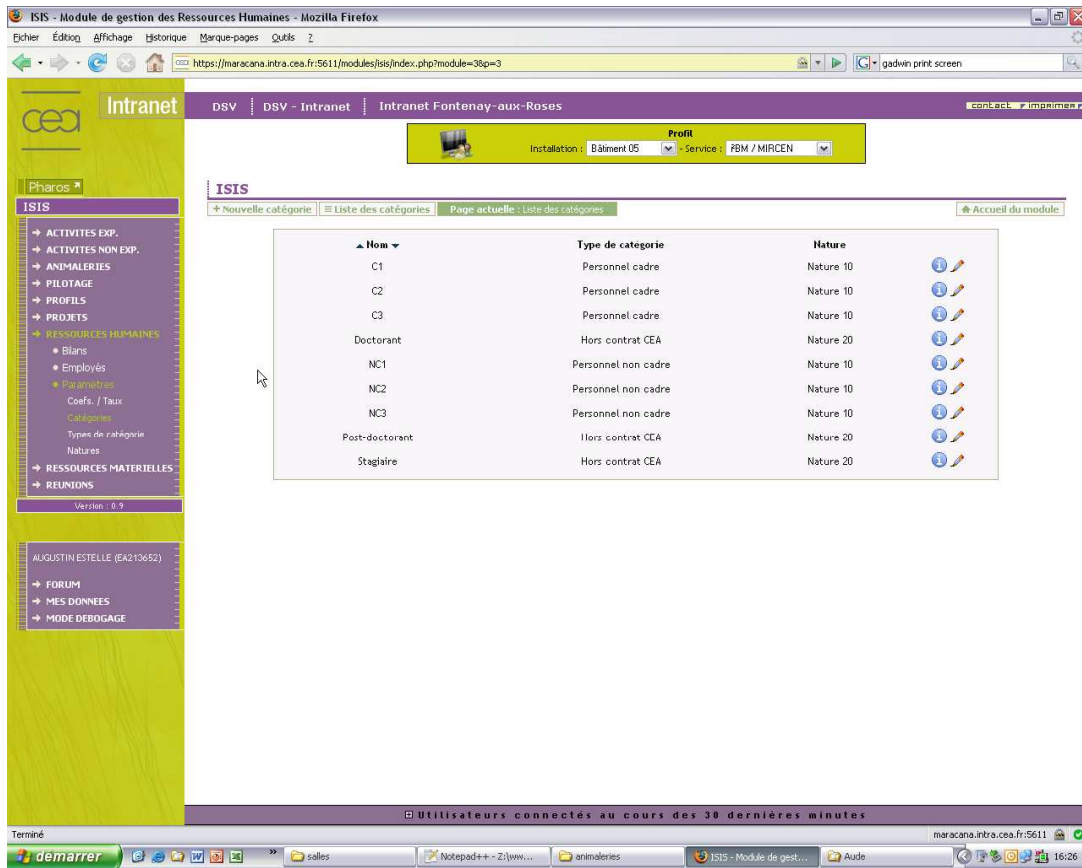 ISIS - Module de gestion des Ressources Humaines - Mozilla Firefox
Fichier Édition Affichage Historique Marque-pages Outils ?
https://maracana.intra.cea.fr:5611/modules/isis/index.php?module=3&p=3
gadwin print screen
cea
Intranet
DSV DSV - Intranet Intranet Fontenay-aux-Roses
contact imprimer
Profil
Installation : Bâtiment 05 - Service : / MIRCEN
Pharos
ISIS
ISIS
+ Nouvelle catégorie Liste des catégories Page actuelle : Liste des catégories Accueil du module
ACTIVITES EXP.
ACTIVITES NON EXP.
ANIMALERIES
PILOTAGE
PROFILS
PROJETS
RESSOURCES HUMAINES
Bilans
Employés
Paramètres
Coefs. / Taux
Catégories
Types de catégorie
Natures
RESSOURCES MATERIELLES
REUNIONS
Version : 0.9
Nom Type de catégorie Nature
C1 Personnel cadre Nature 10
C2 Personnel cadre Nature 10
C3 Personnel cadre Nature 10
Doctorant Hors contrat CEA Nature 20
NC1 Personnel non cadre Nature 10
NC2 Personnel non cadre Nature 10
NC3 Personnel non cadre Nature 10
Post-doctorant Hors contrat CEA Nature 20
Stagiaire Hors contrat CEA Nature 20
AUGUSTIN ESTELLE (EA213652)
FORUM
MES DONNEES
MODE DEBOGAGE
Utilisateurs connectés au cours des 30 dernières minutes
Terminé
maracana.intra.cea.fr:5611
démarrer
» salles Notepad++ - Z:\ww... animaleries ISIS - Module de gest... Aude 16:26